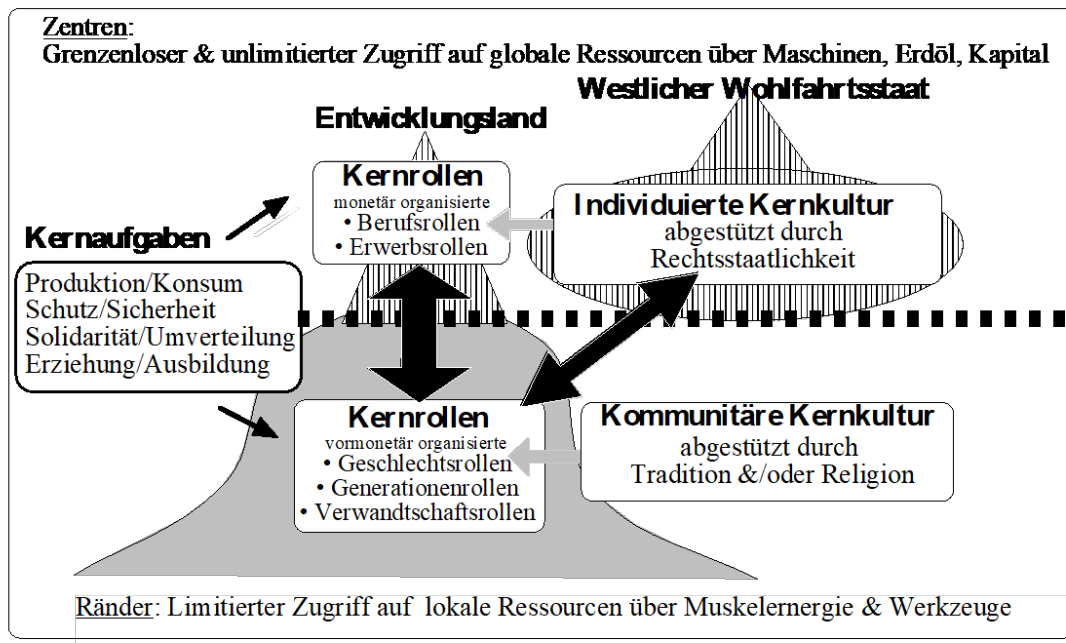 Zentren:
Grenzenloser & unlimitierter Zugriff auf globale Ressourcen über Maschinen, Erdöl, Kapital
Westlicher Wohlfahrtsstaat
Entwicklungsland
Kernrollen
monetär organisierte
• Berufsrollen
• Erwerbsrollen
Individuierte Kernkultur
abgestützt durch
Rechtsstaatlichkeit
Kernaufgaben
Produktion/Konsum
Schutz/Sicherheit
Solidarität/Umverteilung
Erziehung/Ausbildung
Kernrollen
vormonetär organisierte
• Geschlechtsrollen
• Generationenrollen
• Verwandtschaftsrollen
Kommunitäre Kernkultur
abgestützt durch
Tradition &/oder Religion
Ränder: Limitierter Zugriff auf lokale Ressourcen über Muskelernergie & Werkzeuge